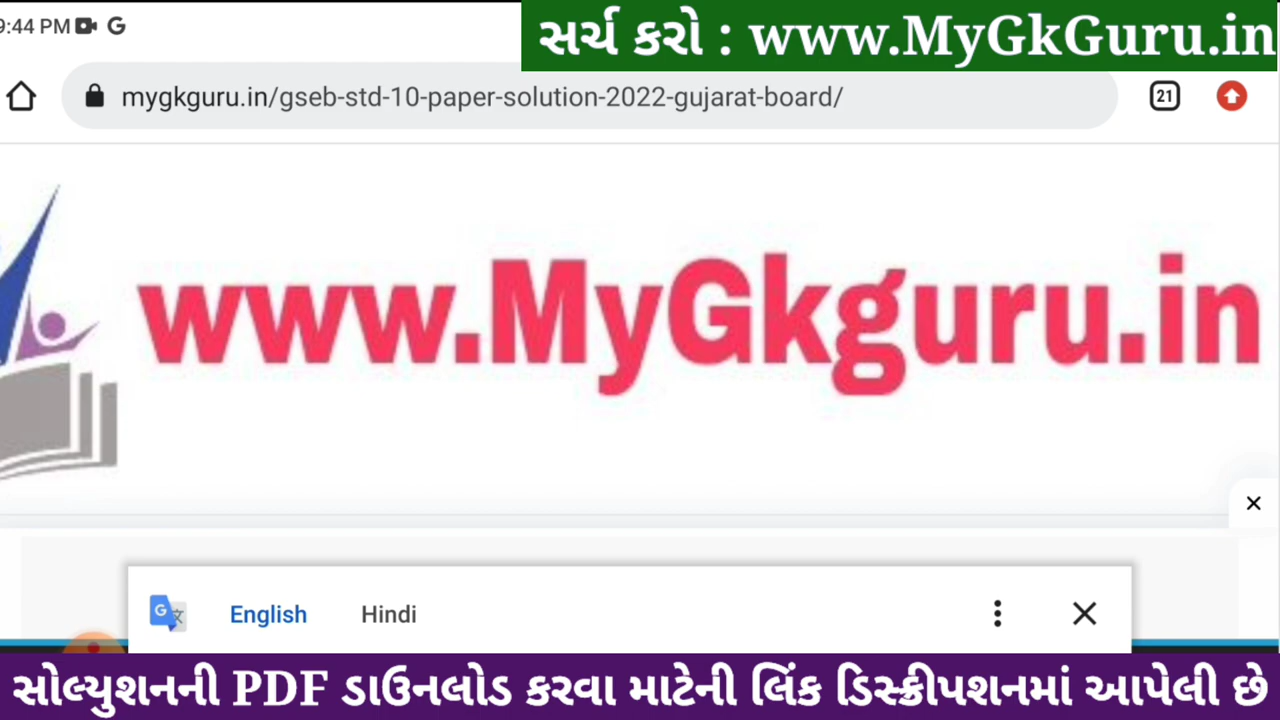 9:44 PM
સર્ચ કરો : www.MyGkGuru.in
mygkguru.in/gseb-std-10-paper-solution-2022-gujarat-board/
21
www.MyGkguru.in
English Hindi
સોલ્યુશનની PDF ડાઉનલોડ કરવા માટેની લિંક ડિસ્ક્રીપશનમાં આપેલી છે